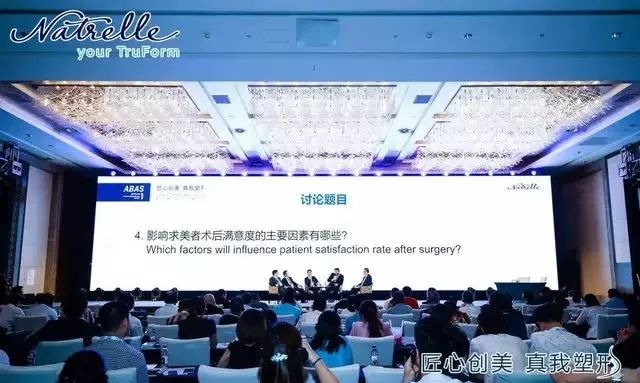 Natrelle
your TruForm
ABAS
匠心创美 真我塑形
讨论题目
Natrelle
4. 影响求美者术后满意度的主要因素有哪些?
Which factors will influence patient satisfaction rate after surgery?
匠心创美 真我塑形